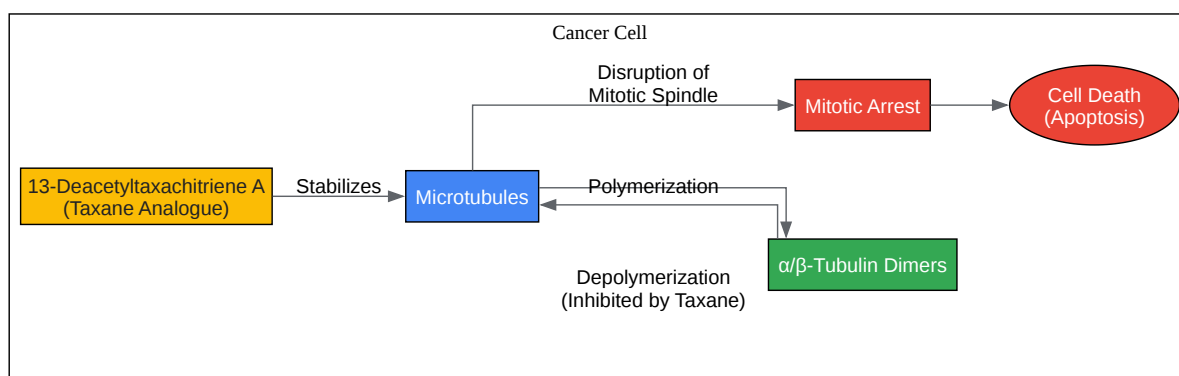 Cancer Cell
Disruption of
Mitotic Spindle
Mitotic Arrest
Cell Death
(Apoptosis)
13-Deacetyltaxachitriene A
(Taxane Analogue)
Stabilizes
Microtubules
Polymerization
α/β-Tubulin Dimers
Depolymerization
(Inhibited by Taxane)